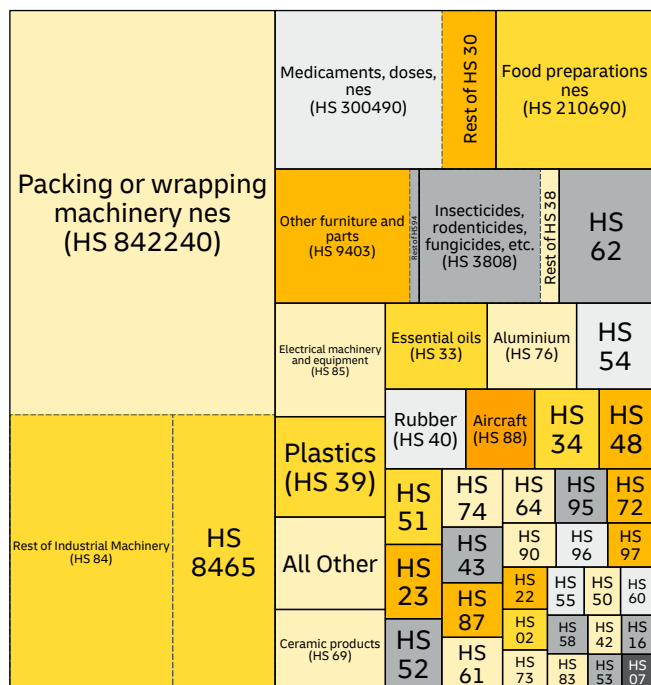 Packing or wrapping
machinery nes
(HS 842240)
Rest of Industrial Machinery
(HS 84)
HS
8465
Medicaments, doses,
nes
(HS 300490)
Rest of HS 30
Food preparations
nes
(HS 210690)
Other furniture and
parts
(HS 9403)
Rest of HS 94
Insecticides,
rodenticides,
fungicides, etc.
(HS 3808)
Rest of HS 38
HS
62
Electrical machinery
and equipment
(HS 85)
Essential oils
(HS 33)
Aluminium
(HS 76)
HS
54
Plastics
(HS 39)
Rubber
(HS 40)
Aircraft
(HS 88)
HS
34
HS
48
All Other
Ceramic products
(HS 69)
HS
51
HS
23
HS
52
HS
74
HS
43
HS
87
HS
61
HS
64
HS
95
HS
72
HS
90
HS
96
HS
97
HS
22
HS
55
HS
50
HS
60
HS
02
HS
58
HS
42
HS
16
HS
73
HS
83
HS
53
HS
07